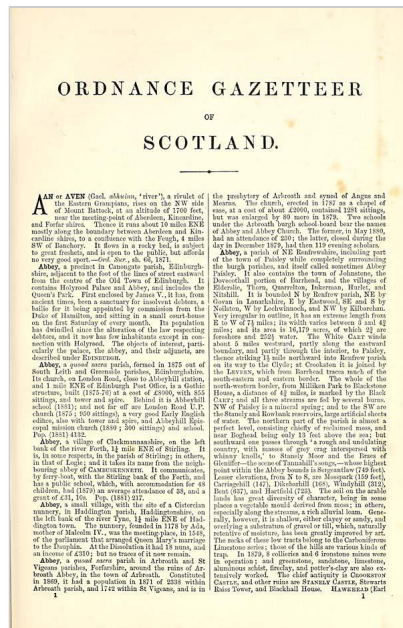 ORDNANCE GAZETTEER
OF
SCOTLAND.
AAN or AVEN (Gael. abhuinn, 'river'), a rivulet of
the Eastern Grampians, rises on the NW side
of Mount Battock, at an altitude of 1700 feet,
near the meeting-point of Aberdeen, Kincardine,
and Forfar shires. Thence it runs about 10 miles ENE
mostly along the boundary between Aberdeen and Kin-
cardine shires, to a confluence with the Feugh, 4 miles
SW of Banchory. It flows in a rocky bed, is subject
to great freshets, and is open to the public, but affords
no very good sport.—Ord. Sur., sh. 66, 1871.
Abbey, a precinct in Canongate parish, Edinburgh-
shire, adjacent to the foot of the lines of street eastward
from the centre of the Old Town of Edinburgh. It
contains Holyrood Palace and Abbey, and includes the
Queen's Park. First enclosed by James V., it has, from
ancient times, been a sanctuary for insolvent debtors, a
bailie for it being appointed by commission from the
Duke of Hamilton, and sitting in a small court-house
on the first Saturday of every month. Its population
has dwindled since the alteration of the law respecting
debtors, and it now has few inhabitants except in con-
nection with Holyrood. The objects of interest, parti-
cularly the palace, the abbey, and their adjuncts, are
described under EDINBURGH.
Abbey, a quoad sacra parish, formed in 1875 out of
South Leith and Greenside parishes, Edinburghshire.
Its church, on London Road, close to Abbeyhill station,
and 1 mile ENE of Edinburgh Post Office, is a Gothic
structure, built (1875-76) at a cost of £8000, with 855
sittings, and tower and spire. Behind it is Abbeyhill
school (1881); and not far off are London Road U.P.
church (1875; 950 sittings), a very good Early English
edifice, also with tower and spire, and Abbeyhill Epis-
copal mission church (1880; 300 sittings) and school.
Pop. (1881) 4132.
Abbey, a village of Clackmannanshire, on the left
bank of the river Forth, 1¼ mile ENE of Stirling. It
is, in some respects, in the parish of Stirling; in others,
in that of Logie; and it takes its name from the neigh-
bouring abbey of CAMBUSKENNETH. It communicates,
by ferry-boat, with the Stirling bank of the Forth, and
has a public school, which, with accommodation for 48
children, had (1879) an average attendance of 38, and a
grant of £31, 10s. Pop. (1881) 217.
Abbey, a small village, with the site of a Cistercian
nunnery, in Haddington parish, Haddingtonshire, on
the left bank of the river Tyne, 1¼ mile ENE of Had-
dington town. The nunnery, founded in 1178 by Ada,
mother of Malcolm IV., was the meeting-place, in 1548,
of the parliament that arranged Queen Mary's marriage
to the Dauphin. At the Dissolution it had 18 nuns, and
an income of £310; but no trace of it now remain.
Abbey, a quoad sacra parish in Arbroath and St
Vigeans parishes, Forfarshire, around the ruins of Ar-
broath Abbey, in the town of Arbroath. Constituted
in 1869, it had a population in 1871 of 2338 within
Arbroath parish, and 1742 within St Vigeans, and is in
1
the presbytery of Arbroath and synod of Angus and
Mearns. The church, erected in 1787 as a chapel of
ease, at a cost of about £2000, contained 1281 sittings,
but was enlarged by 80 more in 1879. Two schools
under the Arbroath burgh school-board bear the names
of Abbey and Abbey Church. The former, in May 1880,
had an attendance of 230; the latter, closed during the
day in December 1879, had then 119 evening scholars.
Abbey, a parish of NE Renfrewshire, including part
of the town of Paisley while completely surrounding
the burgh parishes, and itself called sometimes Abbey
Paisley. It also contains the town of Johnstone, the
Dovecothall portion of Barrhead, and the villages of
Elderslie, Thorn, Quarrelton, Inkerman, Hurlet, and
Nitshill. It is bounded N by Renfrew parish, NE by
Govan in Lanarkshire, E by Eastwood, SE and S by
Neilston, W by Lochwinnoch, and NW by Kilbarchan.
Very irregular in outline, it has an extreme length from
E to W of 7⅜ miles; its width varies between 3 and 4⅞
miles; and its area is 16,179 acres, of which 2¾ are
foreshore and 252½ water. The WHITE CART winds
about 5 miles westward, partly along the eastward
boundary, and partly through the interior, to Paisley,
thence striking 1½ mile northward into Renfrew parish
on its way to the Clyde; at Crookston it is joined by
the LEVERN, which from Barrhead traces much of the
south-eastern and eastern border. The whole of the
north-western border, from Milliken Park to Blackstone
House, a distance of 4½ miles, is marked by the Black
CART; and all three streams are fed by several burns.
NW of Paisley is a mineral spring; and to the SW are
the Stanely and Rowbank reservoirs, large artificial sheets
of water. The northern part of the parish is almost a
perfect level, consisting chiefly of reclaimed moss, and
near Boghead being only 13 feet above the sea; but
southward one passes through 'a rough and undulating
country, with masses of grey crag interspersed with
whinny knolls,' to Stanely Moor and the Braes of
Gleniffer—the scene of Tannahill's songs,—whose highest
point within the Abbey bounds is Sergeantlaw (749 feet).
Lesser elevations, from N to S, are Mosspark (159 feet),
Carriagehill (147), Dikebarhill (168), Windyhill (312),
Bent (637), and Hartfield (723). The soil on the arable
lands has great diversity of character, being in some
places a vegetable mould derived from moss; in others,
especially along the streams, a rich alluvial loam. Gene-
rally, however, it is shallow, either clayey or sandy, and
overlying a substratum of gravel or till, which, naturally
retentive of moisture, has been greatly improved by art.
The rocks of these low tracts belong to the Carboniferous
Limestone series; those of the hills are various kinds of
trap. In 1879, 8 collieries and 6 ironstone mines were
in operation; and greenstone, sandstone, limestone,
aluminous schist, fireclay, and potter's-clay are also ex-
tensively worked. The chief antiquity is CROOKSTON
CASTLE, and other ruins are STANELY CASTLE, Stewarts
Raiss Tower, and Blackhall House. HAWKHEAD (Earl
1